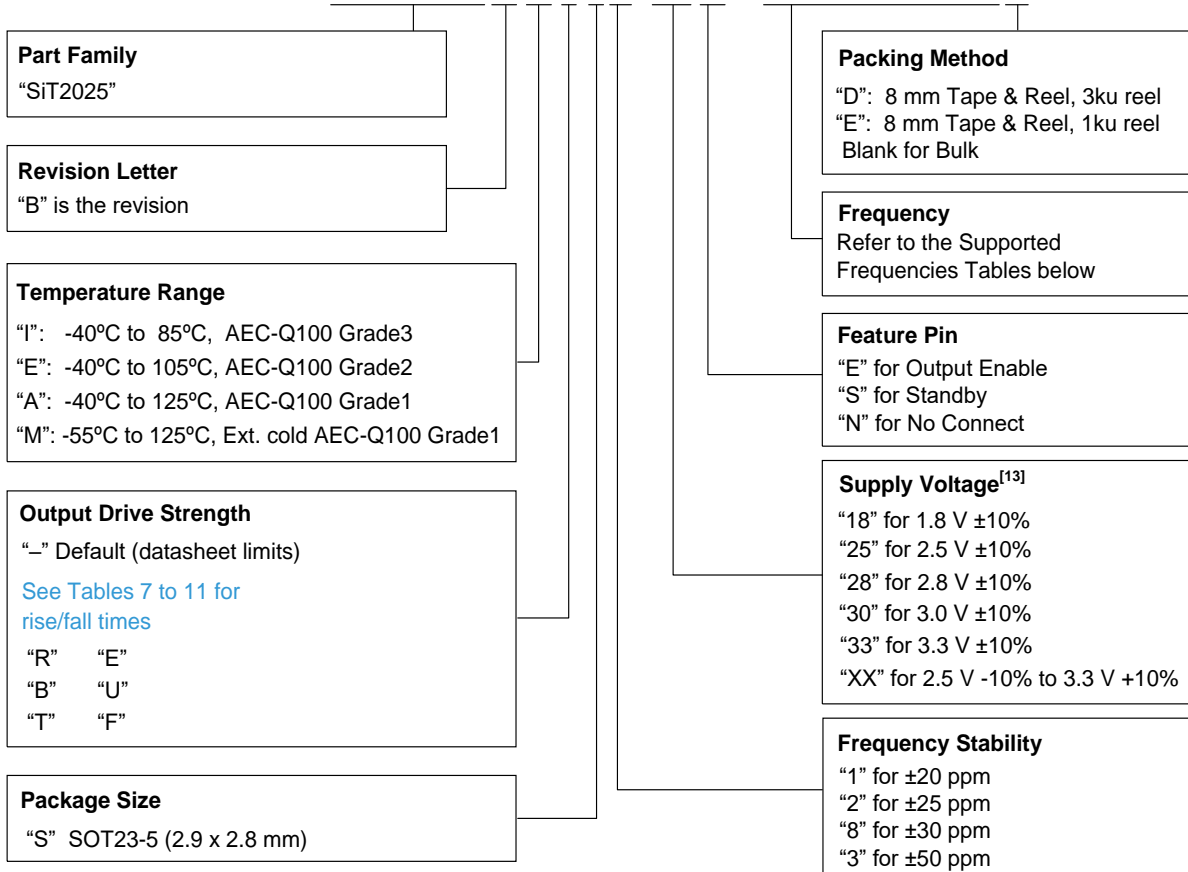 Part Family
“SiT2025”
Revision Letter
“B” is the revision
Temperature Range
“I”: -40ºC to 85ºC, AEC-Q100 Grade3
“E”: -40ºC to 105ºC, AEC-Q100 Grade2
“A”: -40ºC to 125ºC, AEC-Q100 Grade1
“M”: -55ºC to 125ºC, Ext. cold AEC-Q100 Grade1
Output Drive Strength
“–” Default (datasheet limits)
See Tables 7 to 11 for
rise/fall times
“R” “E”
“B” “U”
“T” “F”
Package Size
“S” SOT23-5 (2.9 x 2.8 mm)
Packing Method
“D”: 8 mm Tape & Reel, 3ku reel
“E”: 8 mm Tape & Reel, 1ku reel
Blank for Bulk
Frequency
Refer to the Supported
Frequencies Tables below
Feature Pin
“E” for Output Enable
“S” for Standby
“N” for No Connect
Supply Voltage[13]
“18” for 1.8 V ±10%
“25” for 2.5 V ±10%
“28” for 2.8 V ±10%
“30” for 3.0 V ±10%
“33” for 3.3 V ±10%
“XX” for 2.5 V -10% to 3.3 V +10%
Frequency Stability
“1” for ±20 ppm
“2” for ±25 ppm
“8” for ±30 ppm
“3” for ±50 ppm